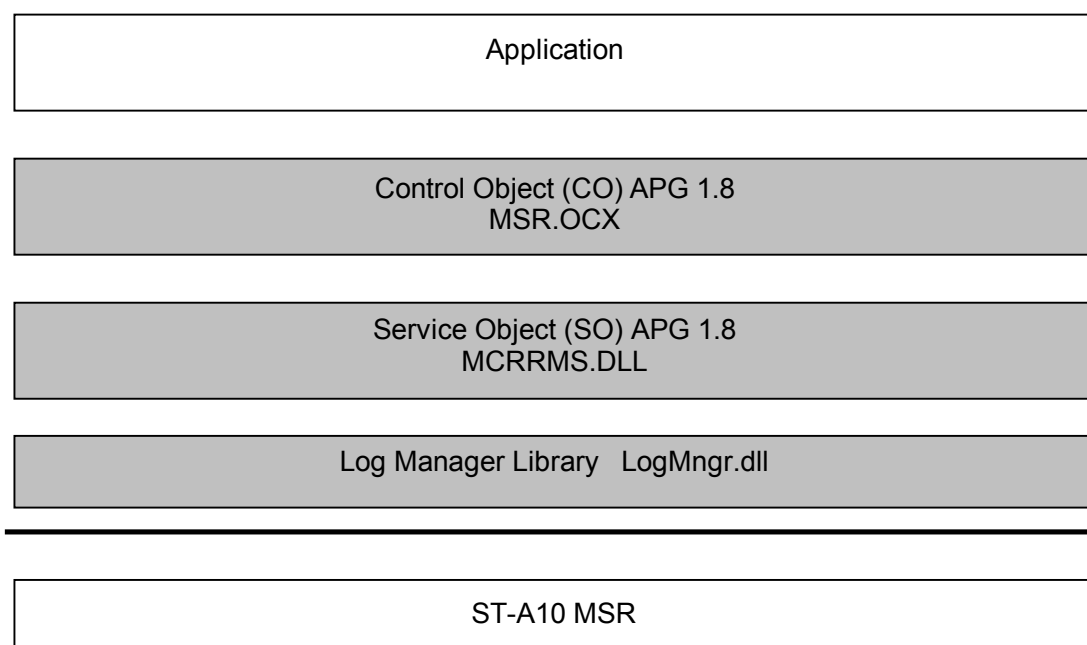 Application
Control Object (CO) APG 1.8
MSR.OCX
Service Object (SO) APG 1.8
MCRRMS.DLL
Log Manager Library   LogMngr.dll
ST-A10 MSR